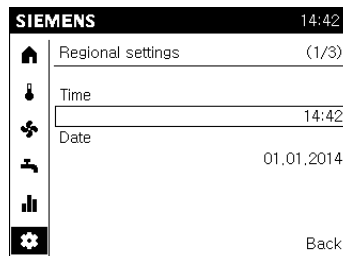 SIEMENS 14:42
Regional settings (1/3)
Time
14:42
Date
01.01.2014
Back